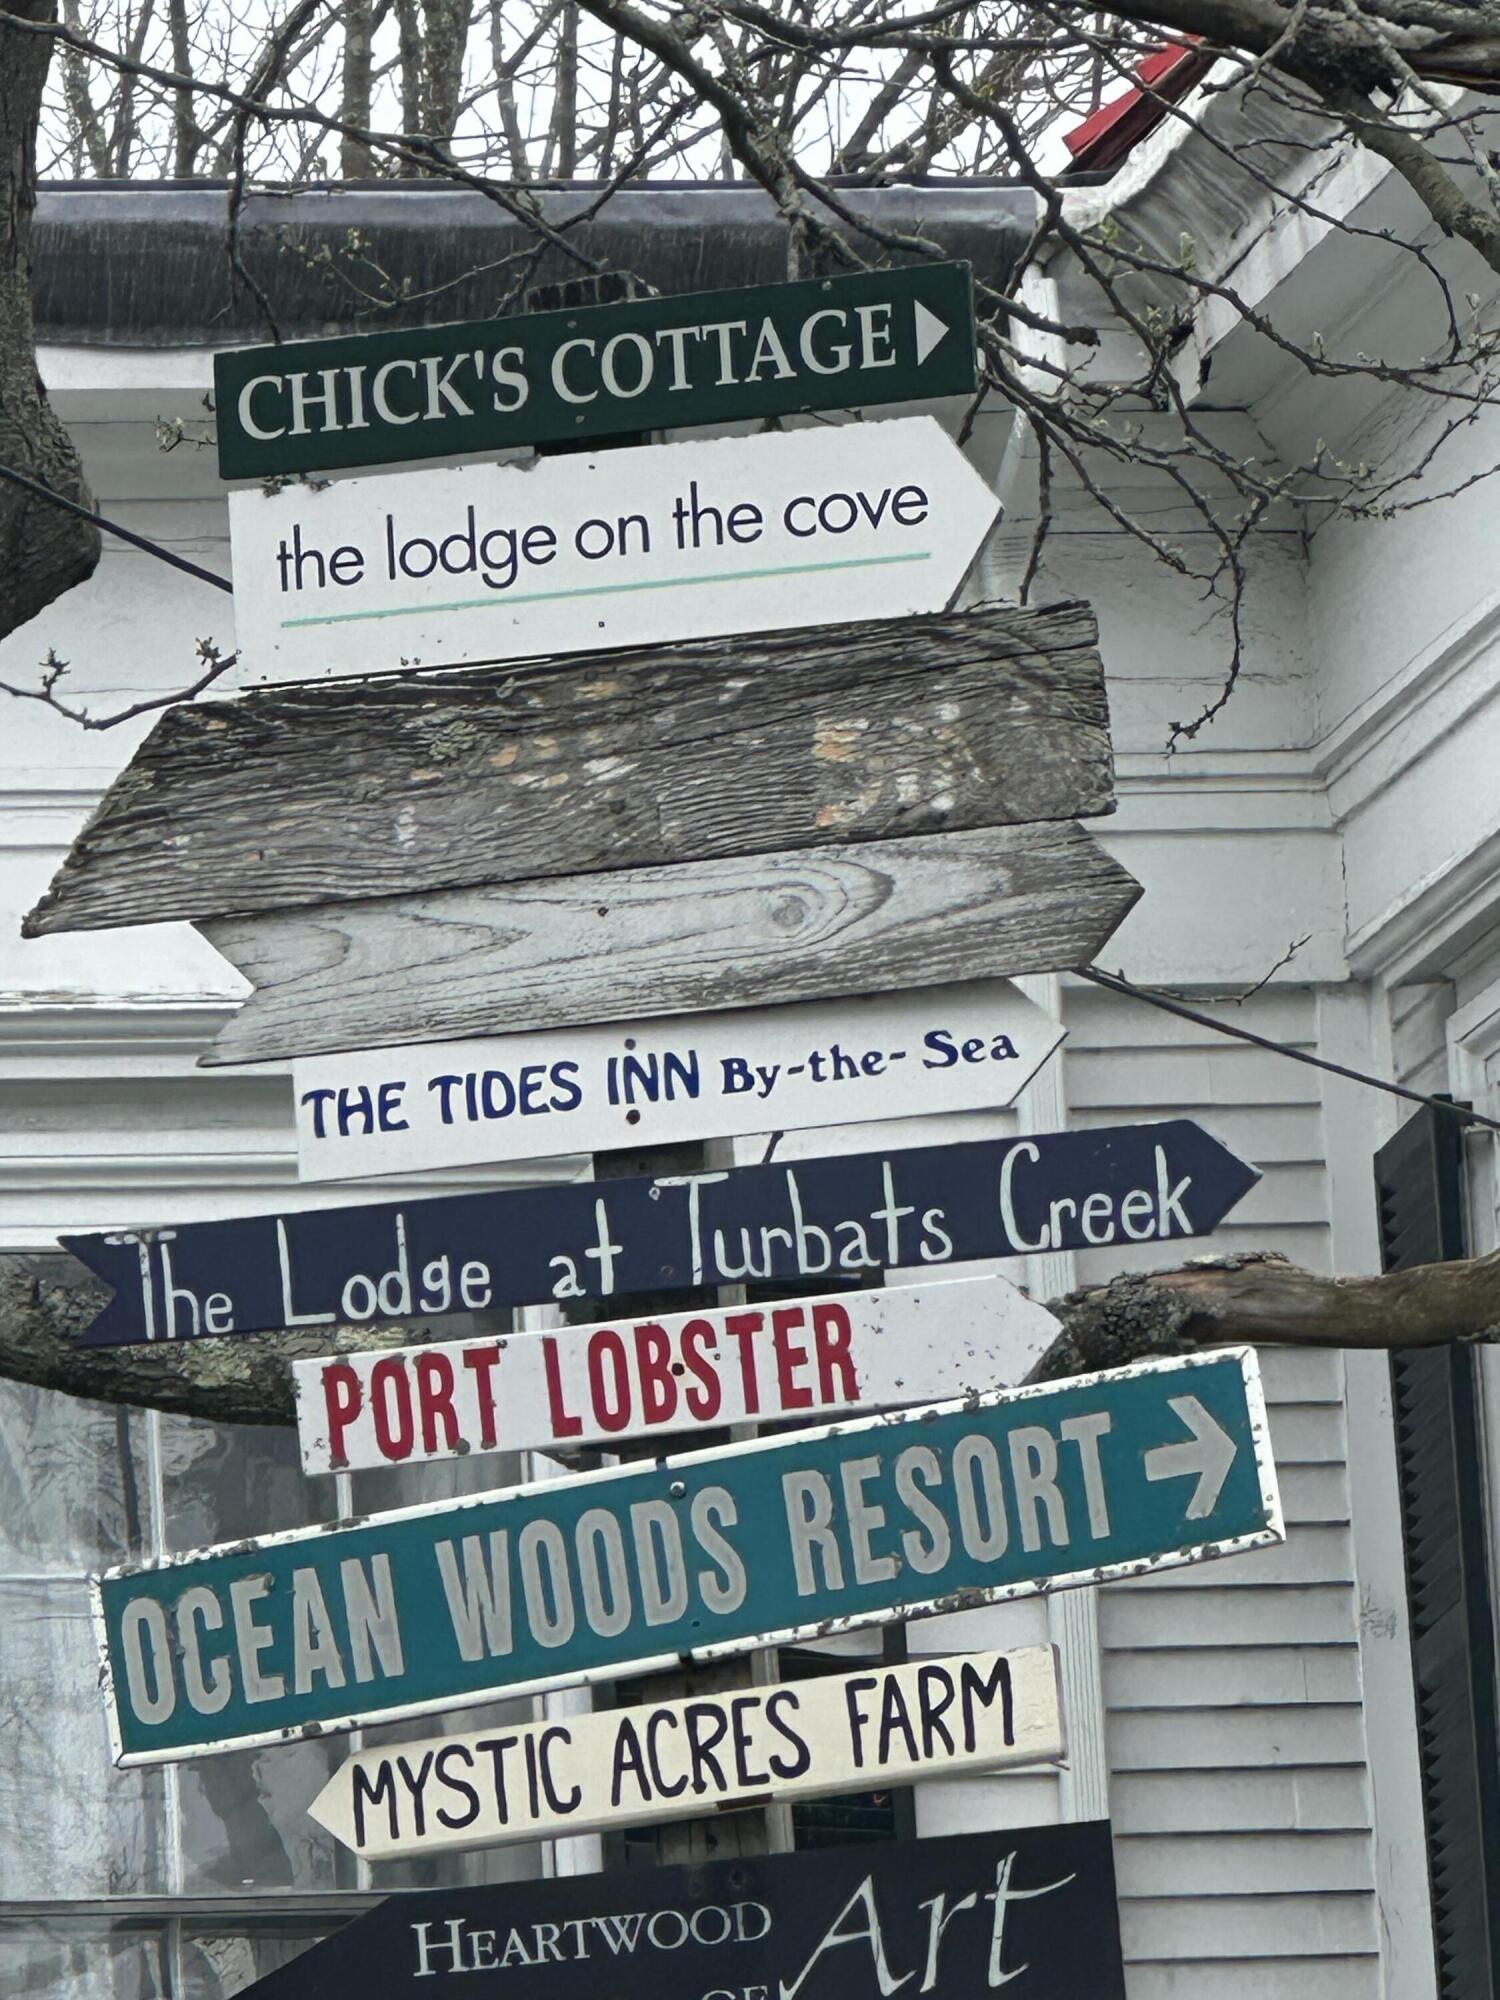 CHICK'S COTTAGE
the lodge on the cove
THE TIDES INN By-the-Sea
The Lodge at Turbats Creek
PORT LOBSTER
OCEAN WOODS RESORT
MYSTIC ACRES FARM
HEARTWOOD Art
OF